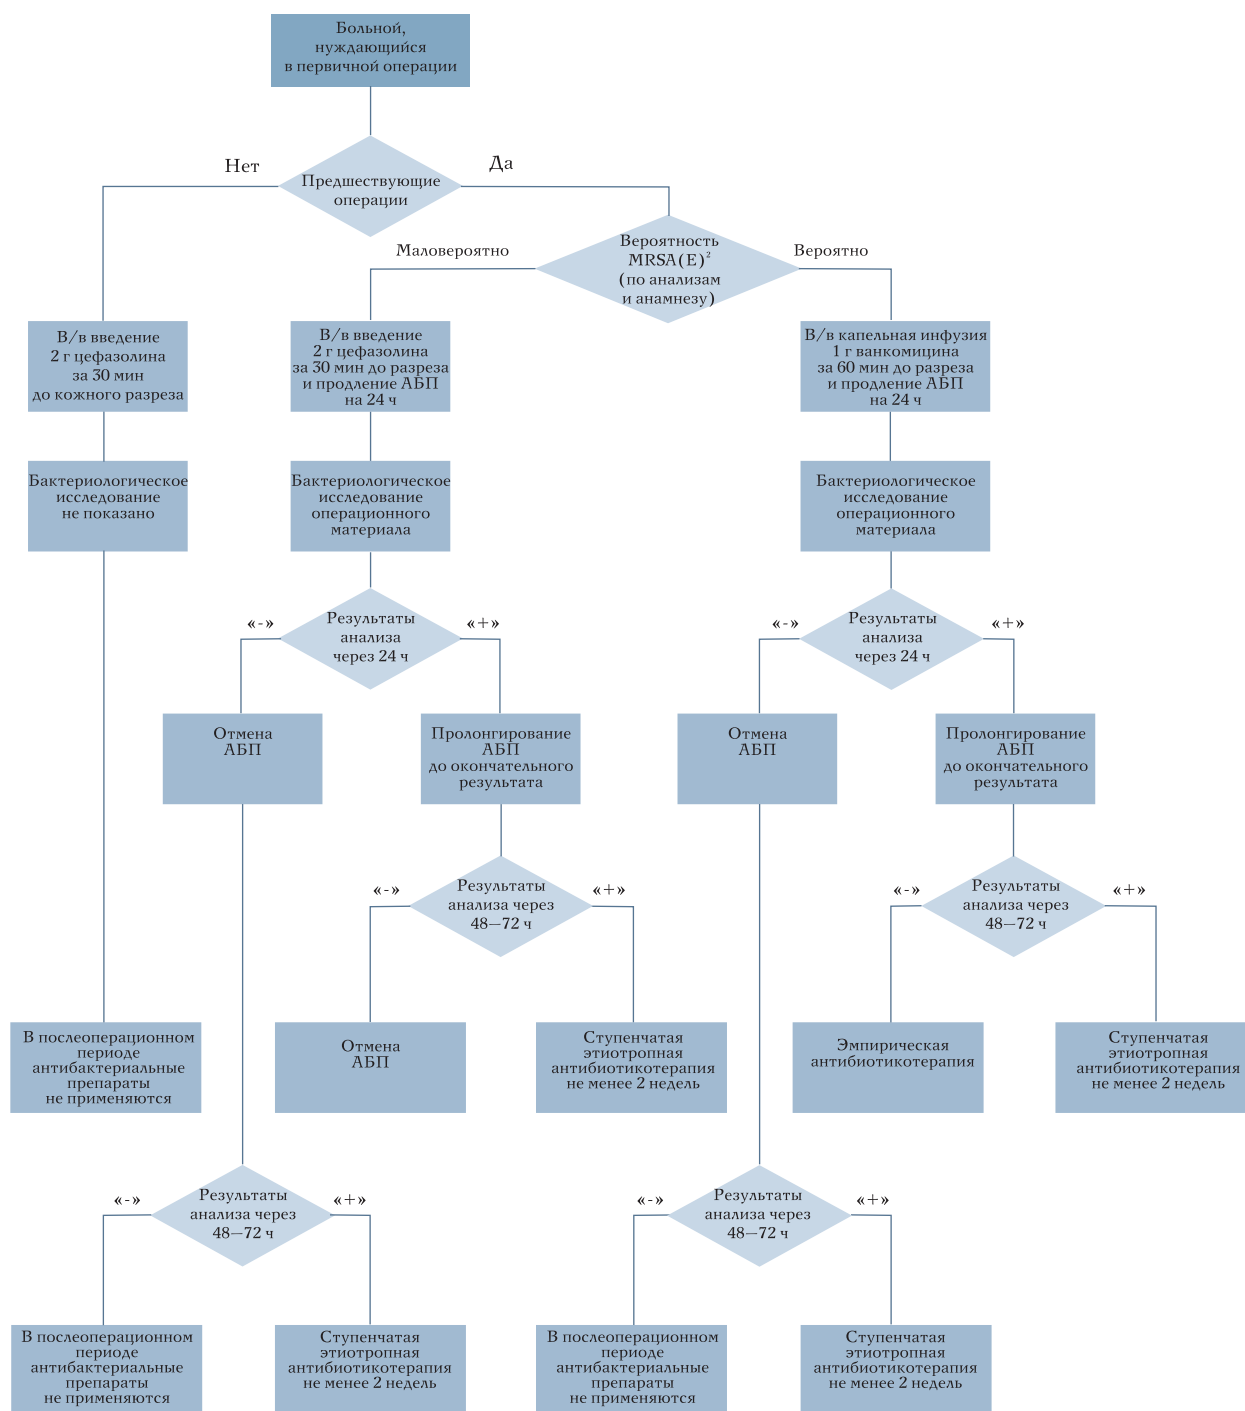 Больной,
нуждающийся
в первичной операции
Нет
Да
Предшествующие
операции
Маловероятно
Вероятность
MRSA(E)²
(по анализам
и анамнезу)
Вероятно
В/в введение
2 г цефазолина
за 30 мин
до кожного разреза
В/в введение
2 г цефазолина
за 30 мин до разреза
и продление АБП
на 24 ч
В/в капельная инфузия
1 г ванкомицина
за 60 мин до разреза
и продление АБП
на 24 ч
Бактериологическое
исследование
не показано
Бактериологическое
исследование
операционного
материала
Бактериологическое
исследование
операционного
материала
«-»
Результаты
анализа
через 24 ч
«+»
«-»
Результаты
анализа
через 24 ч
«+»
Отмена
АБП
Пролонгирование
АБП
до окончательного
результата
Отмена
АБП
Пролонгирование
АБП
до окончательного
результата
«-»
Результаты
анализа через
48—72 ч
«+»
«-»
Результаты
анализа через
48—72 ч
«+»
В послеоперационном
периоде
антибактериальные
препараты
не применяются
Отмена
АБП
Ступенчатая
этиотропная
антибиотикотерапия
не менее 2 недель
Эмпирическая
антибиотикотерапия
Ступенчатая
этиотропная
антибиотикотерапия
не менее 2 недель
«-»
Результаты
анализа через
48—72 ч
«+»
«-»
Результаты
анализа через
48—72 ч
«+»
В послеоперационном
периоде
антибактериальные
препараты
не применяются
Ступенчатая
этиотропная
антибиотикотерапия
не менее 2 недель
В послеоперационном
периоде
антибактериальные
препараты
не применяются
Ступенчатая
этиотропная
антибиотикотерапия
не менее 2 недель